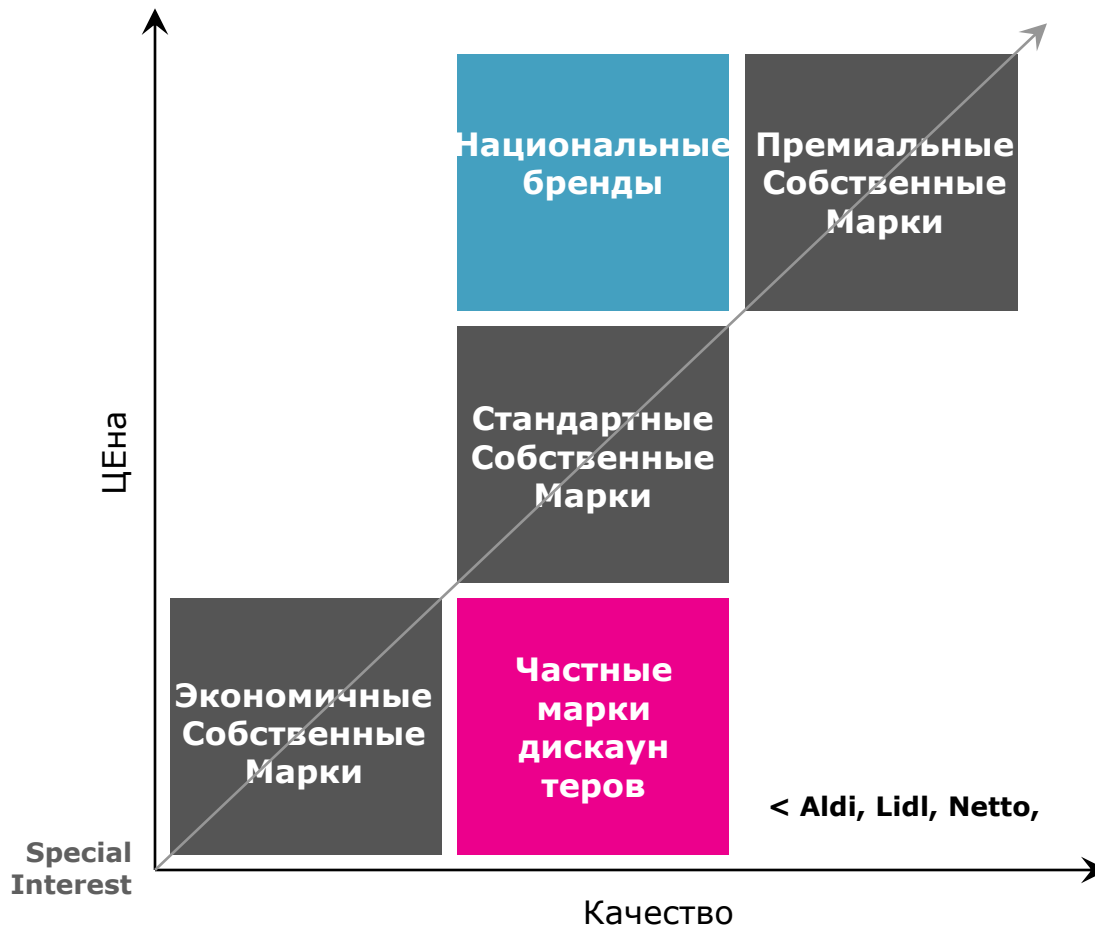 Национальные
бренды
Премиальные
Собственные
Марки
ЦЕна
Стандартные
Собственные
Марки
Экономичные
Собственные
Марки
Частные
марки
дискаун
теров
< Aldi, Lidl, Netto,
Special
Interest
Качество